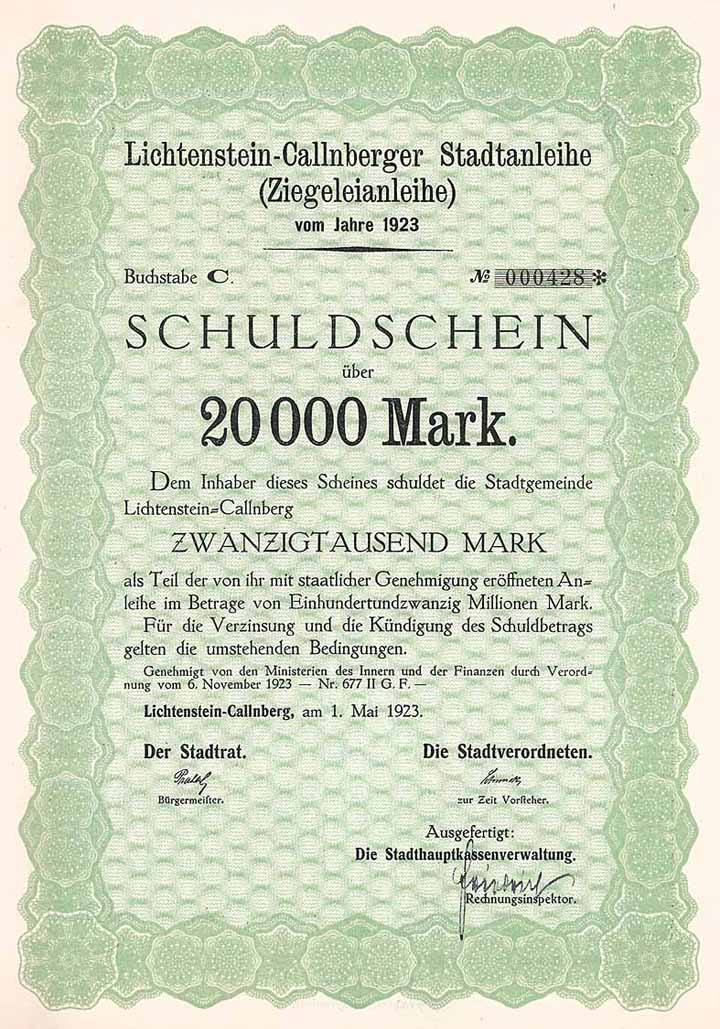 Lichtenstein-Callnberger Stadtanleihe
(Ziegeleianleihe)
vom Jahre 1923
Buchstabe C. № 000428 *
SCHULDSCHEIN
über
20 000 Mark.
Dem Inhaber dieses Scheines schuldet die Stadtgemeinde
Lichtenstein=Callnberg
ZWANZIGTAUSEND MARK
als Teil der von ihr mit staatlicher Genehmigung eröffneten An=
leihe im Betrage von Einhundertundzwanzig Millionen Mark.
Für die Verzinsung und die Kündigung des Schuldbetrags
gelten die umstehenden Bedingungen.
Genehmigt von den Ministerien des Innern und der Finanzen durch Verord=
nung vom 6. November 1923 — Nr. 677 II G. F. —
Lichtenstein-Callnberg, am 1. Mai 1923.
Der Stadtrat. Die Stadtverordneten.
Bürgermeister. zur Zeit Vorsteher.
Ausgefertigt:
Die Stadthauptkassenverwaltung.
Rechnungsinspektor.